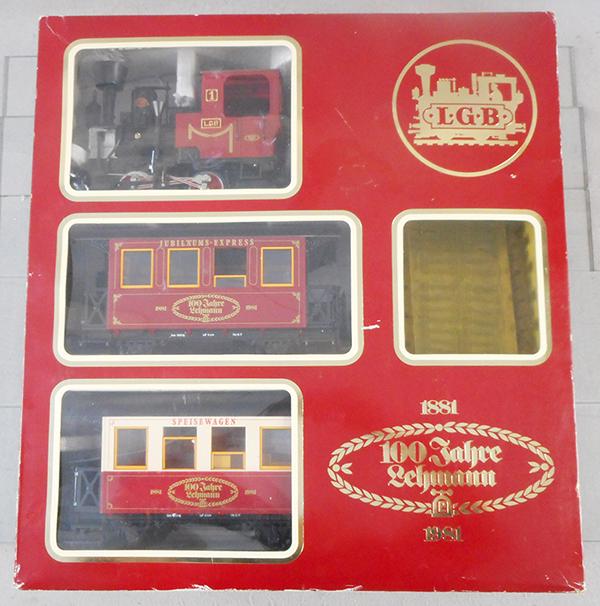 1
LGB
L·G·B
JUBILÄUMS-EXPRESS
1881 100 Jahre 1981
Lehmann
SPEISEWAGEN
1881 100 Jahre 1981
Lehmann
1881
100 Jahre
Lehmann
1981